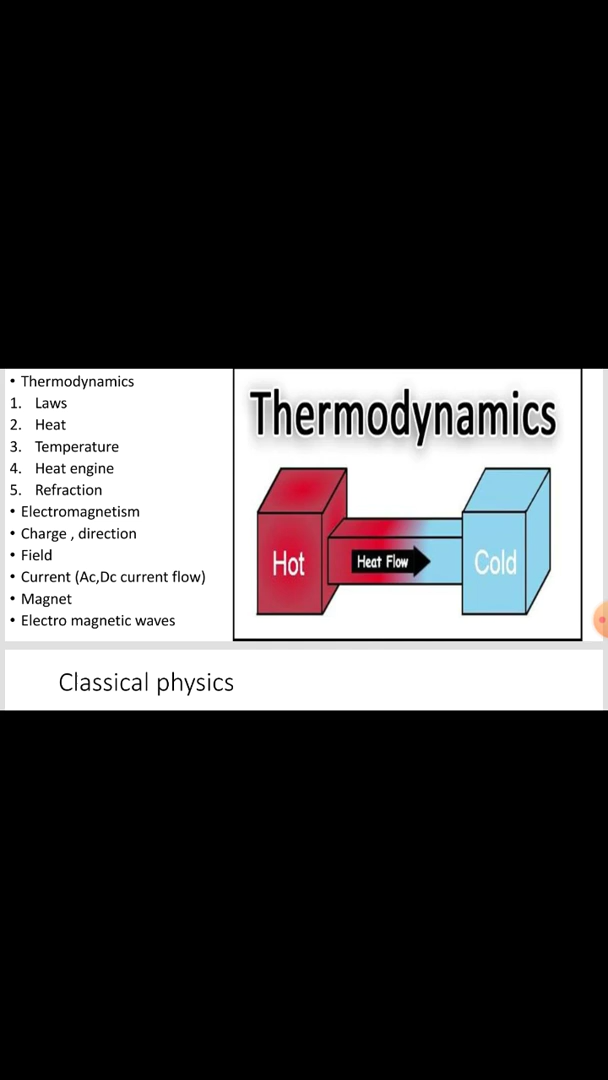 • Thermodynamics
1. Laws
2. Heat
3. Temperature
4. Heat engine
5. Refraction
• Electromagnetism
• Charge , direction
• Field
• Current (Ac,Dc current flow)
• Magnet
• Electro magnetic waves
Thermodynamics
Hot
Heat Flow
Cold
Classical physics